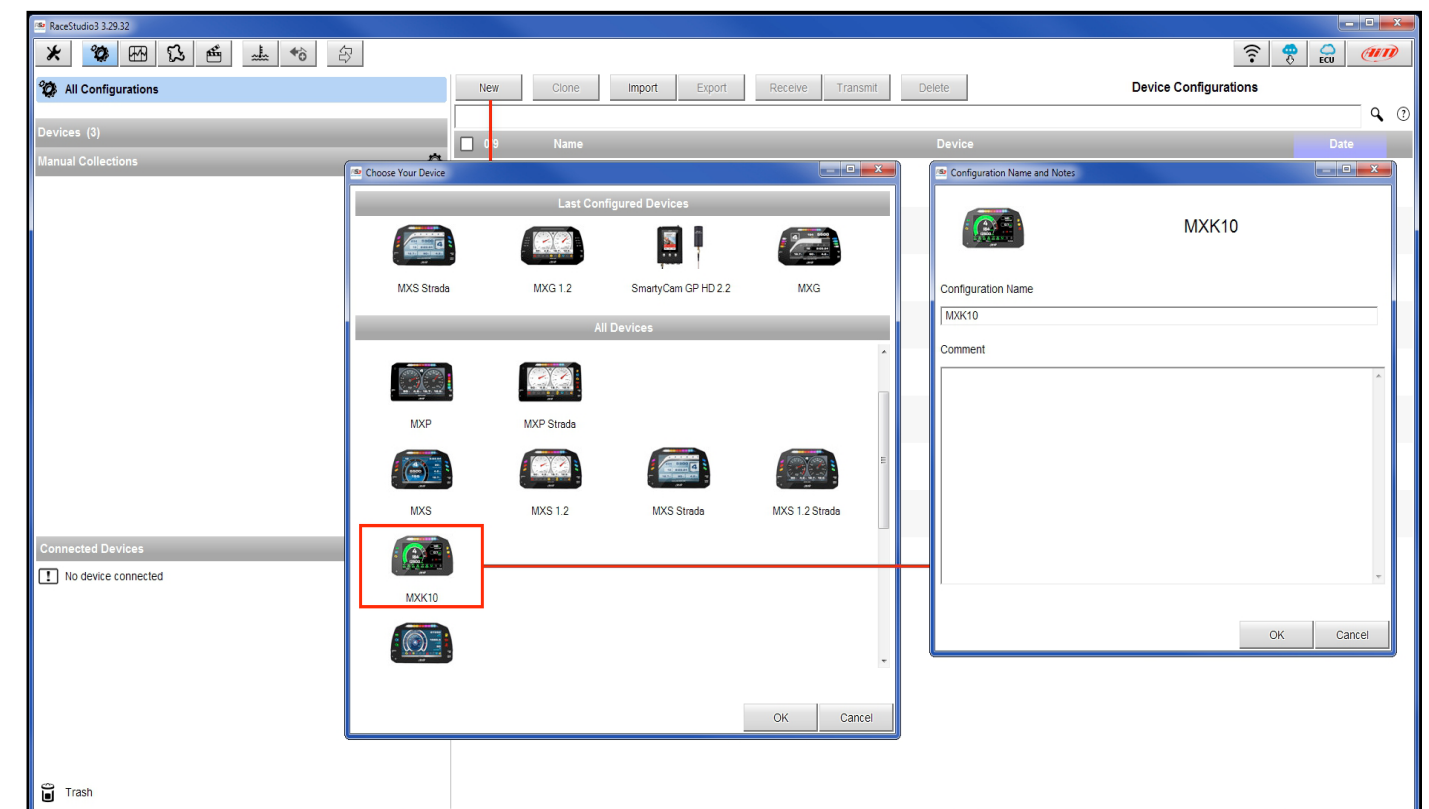 RaceStudio3 3.29.32
ECU
All Configurations
New Clone Import Export Receive Transmit Delete Device Configurations
Devices (3)
Name Device Date
Manual Collections
Choose Your Device
Last Configured Devices
MXS Strada MXG 1.2 SmartyCam GP HD 2.2 MXG
All Devices
MXP MXP Strada
MXS MXS 1.2 MXS Strada MXS 1.2 Strada
MXK10
OK Cancel
Configuration Name and Notes
MXK10
Configuration Name
MXK10
Comment
OK Cancel
Connected Devices
No device connected
Trash